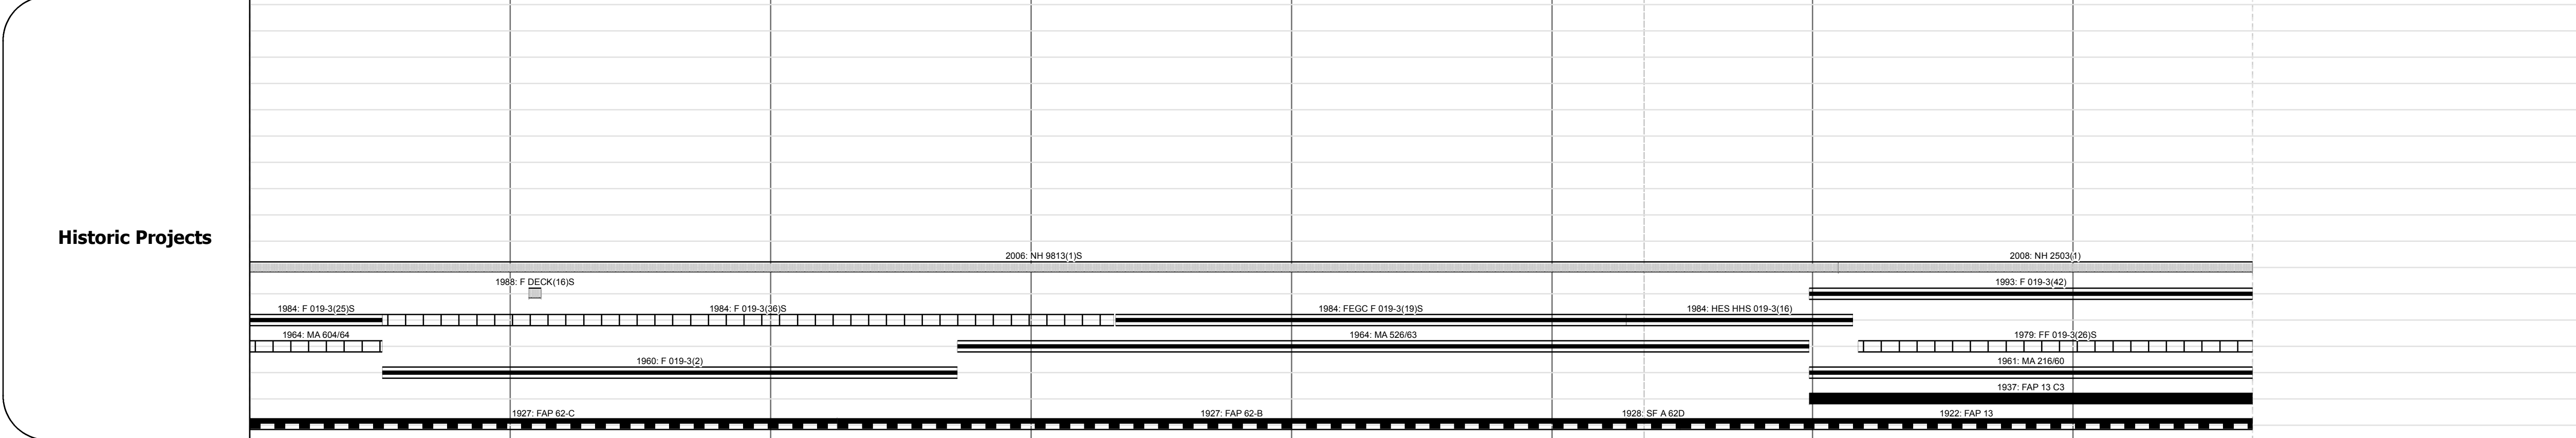 Historic Projects
2006: NH 9813(1)S
2008: NH 2503(1)
1988: F DECK(16)S
1993: F 019-3(42)
1984: F 019-3(25)S
1984: F 019-3(36)S
1984: FEGC F 019-3(19)S
1984: HES HHS 019-3(16)
1964: MA 604/64
1964: MA 526/63
1979: FF 019-3(26)S
1960: F 019-3(2)
1961: MA 216/60
1937: FAP 13 C3
1927: FAP 62-C
1927: FAP 62-B
1928: SF A 62D
1922: FAP 13